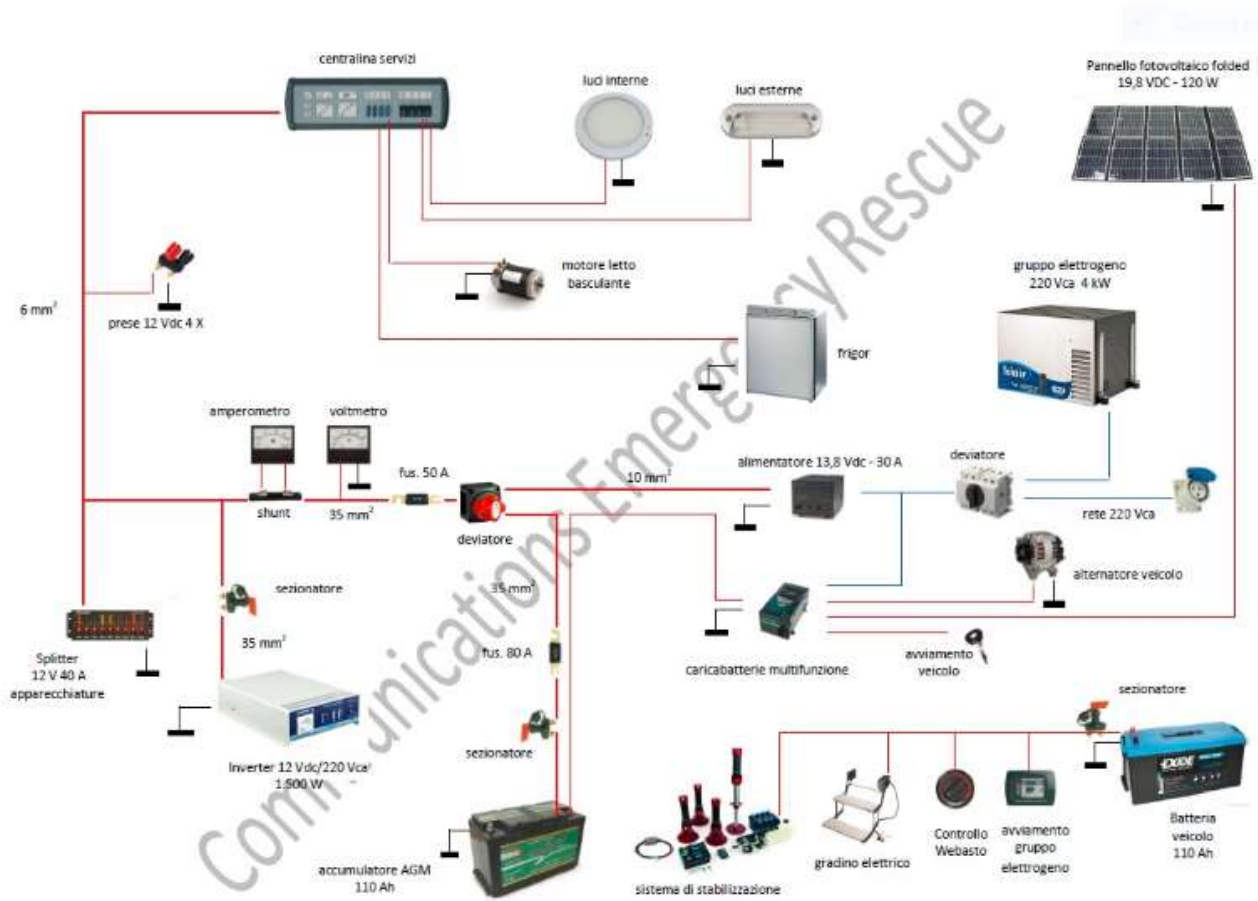 centralina servizi
luci interne
luci esterne
Pannello fotovoltaico folded
19,8 VDC - 120 W
motore letto
basculante
gruppo elettrogeno
220 Vca 4 kW
6 mm²
prese 12 Vdc 4 X
frigor
amperometro
voltmetro
fus. 50 A
10 mm²
alimentatore 13,8 Vdc - 30 A
deviatore
shunt
35 mm²
deviatore
rete 220 Vca
alternatore veicolo
sezionatore
35 mm²
35 mm²
fus. 80 A
Splitter
12 V 40 A
apparecchiature
caricabatterie multifunzione
avviamento
veicolo
sezionatore
sezionatore
Inverter 12 Vdc/220 Vca
1.500 W
EXIDE
accumulatore AGM
110 Ah
sistema di stabilizzazione
gradino elettrico
Controllo
Webasto
avviamento
gruppo
elettrogeno
Batteria
veicolo
110 Ah
Communications Emergency Rescue